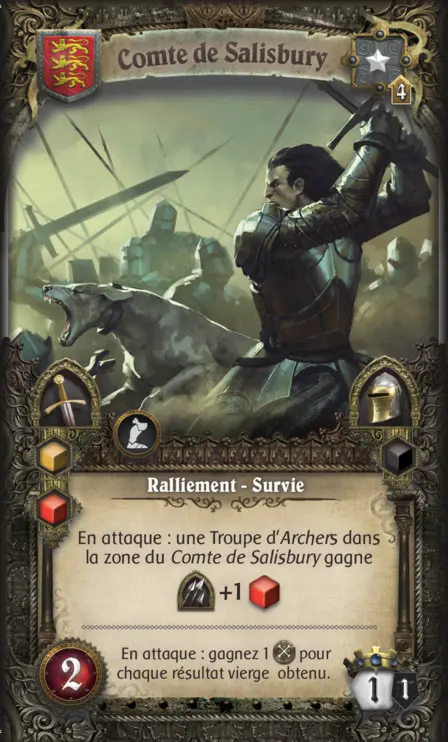 Comte de Salisbury
4
Ralliement - Survie
En attaque : une Troupe d'Archers dans
la zone du Comte de Salisbury gagne
+1
En attaque : gagnez 1 pour
chaque résultat vierge obtenu.
2
1 1